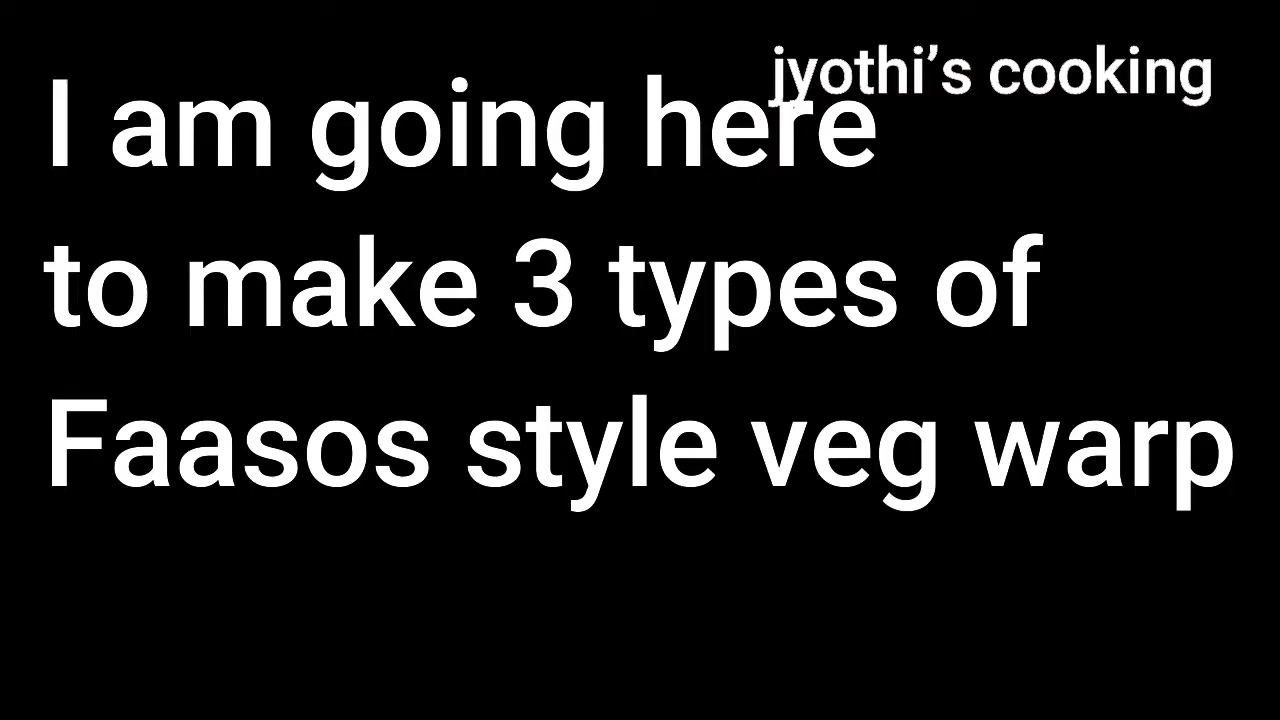 jyothi’s cooking
I am going here
to make 3 types of
Faasos style veg warp